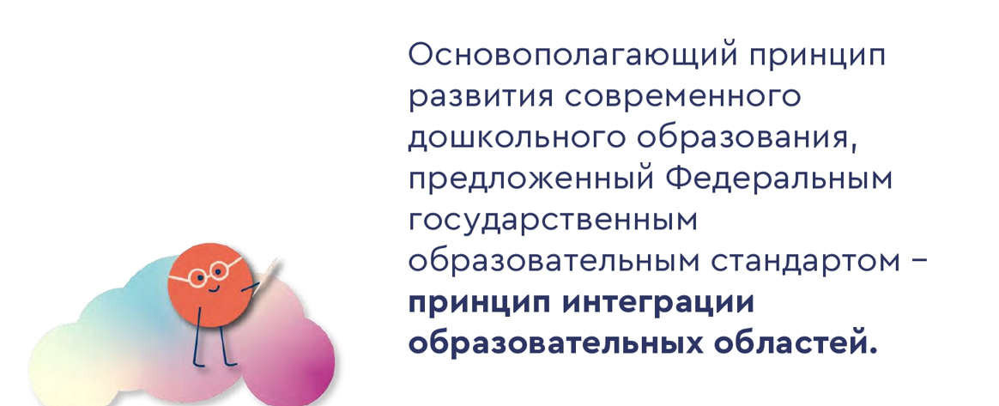 Основополагающий принцип
развития современного
дошкольного образования,
предложенный Федеральным
государственным
образовательным стандартом –
принцип интеграции
образовательных областей.